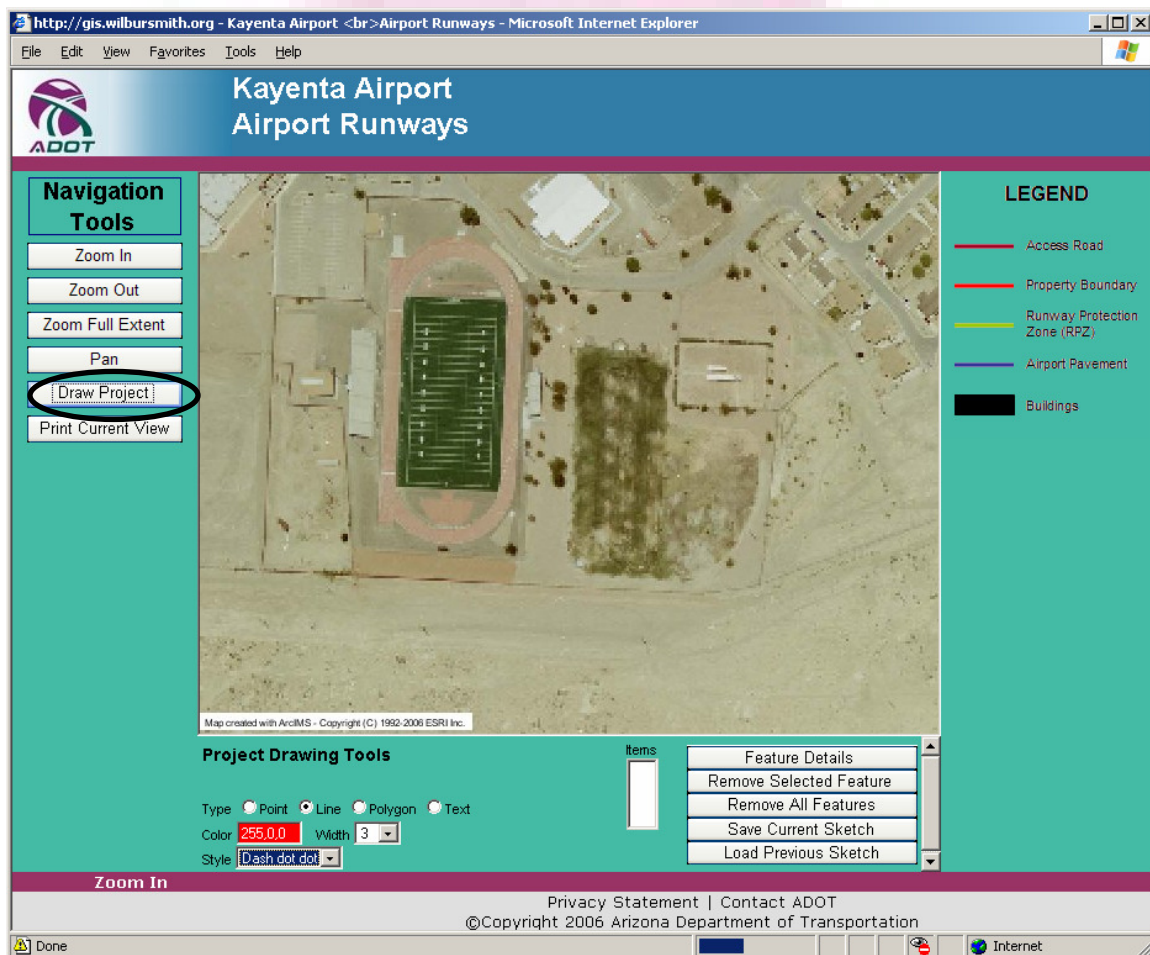 http://gis.wilbursmith.org - Kayenta Airport <br>Airport Runways - Microsoft Internet Explorer
File Edit View Favorites Tools Help
ADOT
Kayenta Airport
Airport Runways
Navigation
Tools
Zoom In
Zoom Out
Zoom Full Extent
Pan
Draw Project
Print Current View
LEGEND
Access Road
Property Boundary
Runway Protection
Zone (RPZ)
Airport Pavement
Buildings
Map created with ArcIMS - Copyright (C) 1992-2006 ESRI Inc.
Project Drawing Tools
Type Point Line Polygon Text
Color 255,0,0 Width 3
Style Dash dot dot
Items
Feature Details
Remove Selected Feature
Remove All Features
Save Current Sketch
Load Previous Sketch
Zoom In
Privacy Statement | Contact ADOT
©Copyright 2006 Arizona Department of Transportation
Done Internet